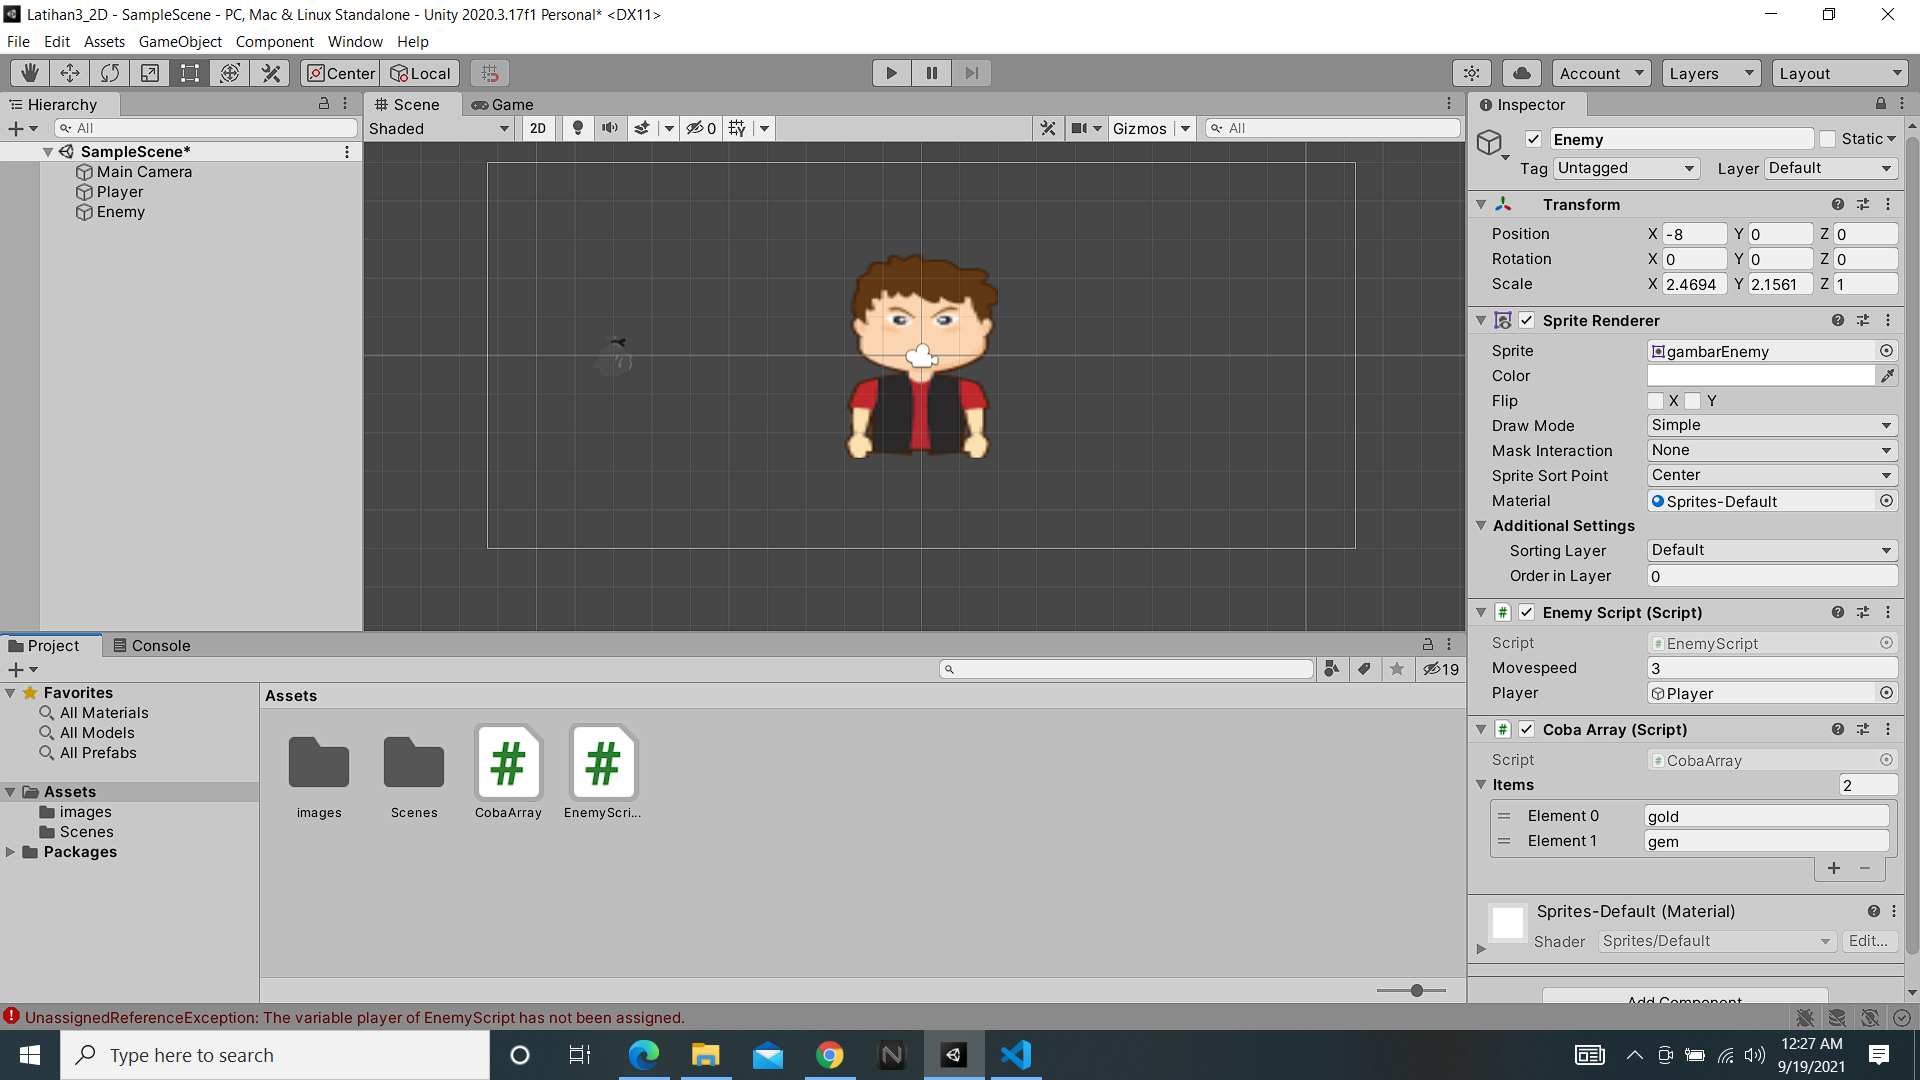 Latihan3_2D - SampleScene - PC, Mac & Linux Standalone - Unity 2020.3.17f1 Personal* <DX11>
File Edit Assets GameObject Component Window Help
Center Local Account Layers Layout
Hierarchy
All
SampleScene*
Main Camera
Player
Enemy
Scene Game
Shaded 2D 0 Gizmos All
Inspector
Enemy Static
Tag Untagged Layer Default
Transform
Position X -8 Y 0 Z 0
Rotation X 0 Y 0 Z 0
Scale X 2.4694 Y 2.1561 Z 1
Sprite Renderer
Sprite gambarEnemy
Color
Flip X Y
Draw Mode Simple
Mask Interaction None
Sprite Sort Point Center
Material Sprites-Default
Additional Settings
Sorting Layer Default
Order in Layer 0
Enemy Script (Script)
Script # EnemyScript
Movespeed 3
Player Player
# Coba Array (Script)
Script # CobaArray
Items 2
Element 0 gold
Element 1 gem
+ −
Sprites-Default (Material)
Shader Sprites/Default Edit...
Add Component
Project Console
19
Favorites
All Materials
All Models
All Prefabs
Assets
images
Scenes
Packages
Assets
images Scenes CobaArray EnemyScri...
UnassignedReferenceException: The variable player of EnemyScript has not been assigned.
Type here to search
12:27 AM
9/19/2021